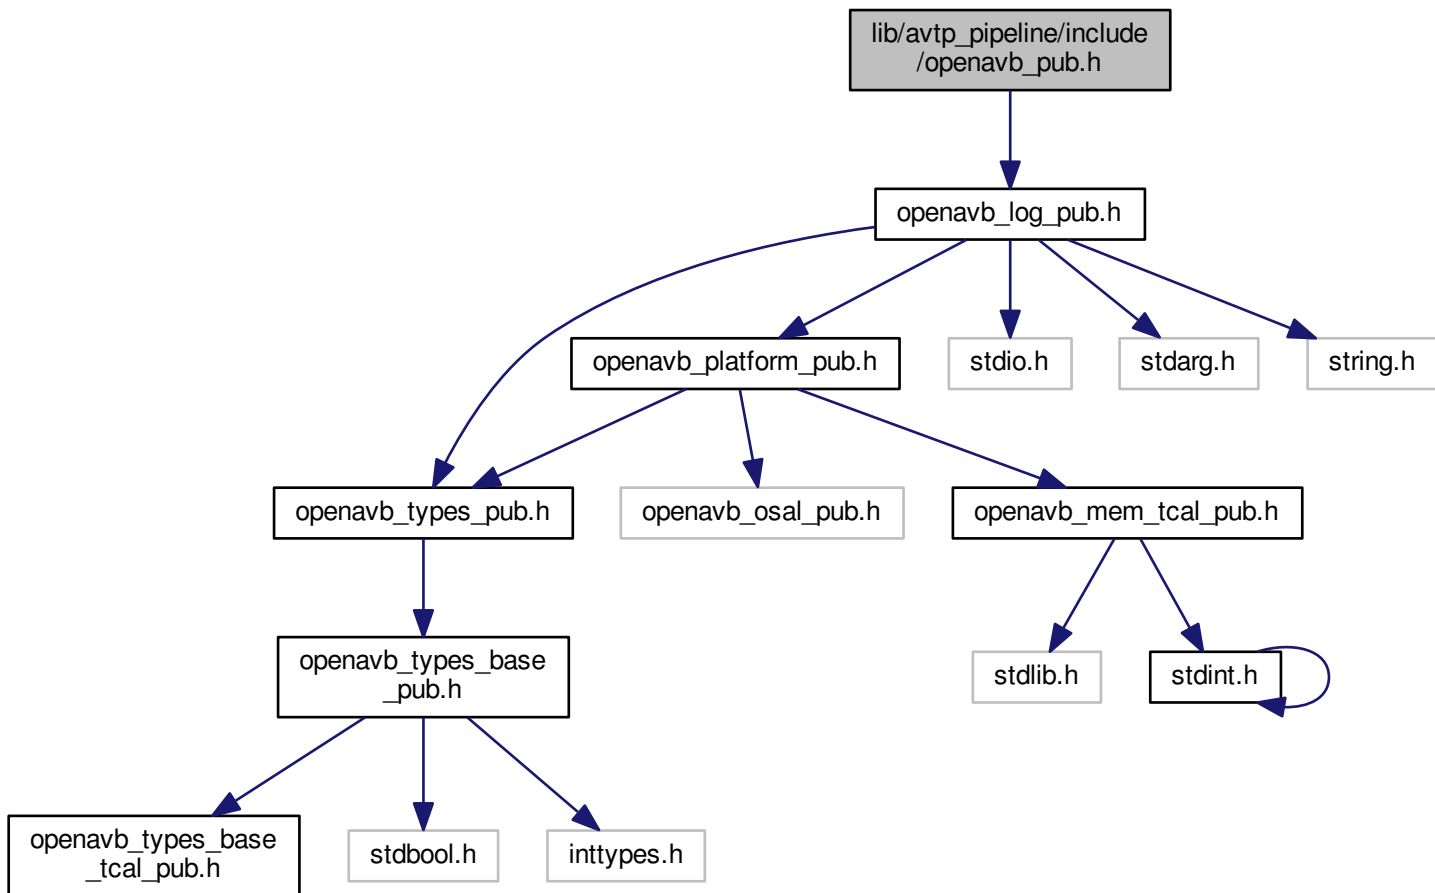 lib/avtp_pipeline/include
/openavb_pub.h
openavb_log_pub.h
openavb_platform_pub.h
stdio.h
stdarg.h
string.h
openavb_types_pub.h
openavb_osal_pub.h
openavb_mem_tcal_pub.h
openavb_types_base
_pub.h
stdlib.h
stdint.h
openavb_types_base
_tcal_pub.h
stdbool.h
inttypes.h